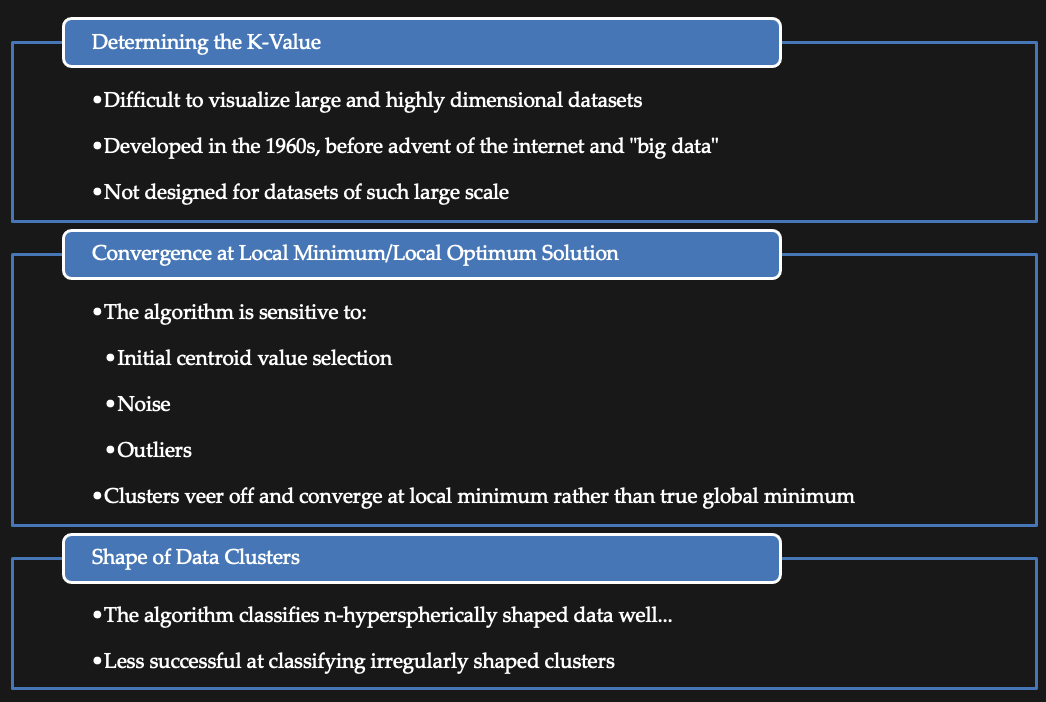 Determining the K-Value
•Difficult to visualize large and highly dimensional datasets
•Developed in the 1960s, before advent of the internet and "big data"
•Not designed for datasets of such large scale
Convergence at Local Minimum/Local Optimum Solution
•The algorithm is sensitive to:
•Initial centroid value selection
•Noise
•Outliers
•Clusters veer off and converge at local minimum rather than true global minimum
Shape of Data Clusters
•The algorithm classifies n-hyperspherically shaped data well...
•Less successful at classifying irregularly shaped clusters